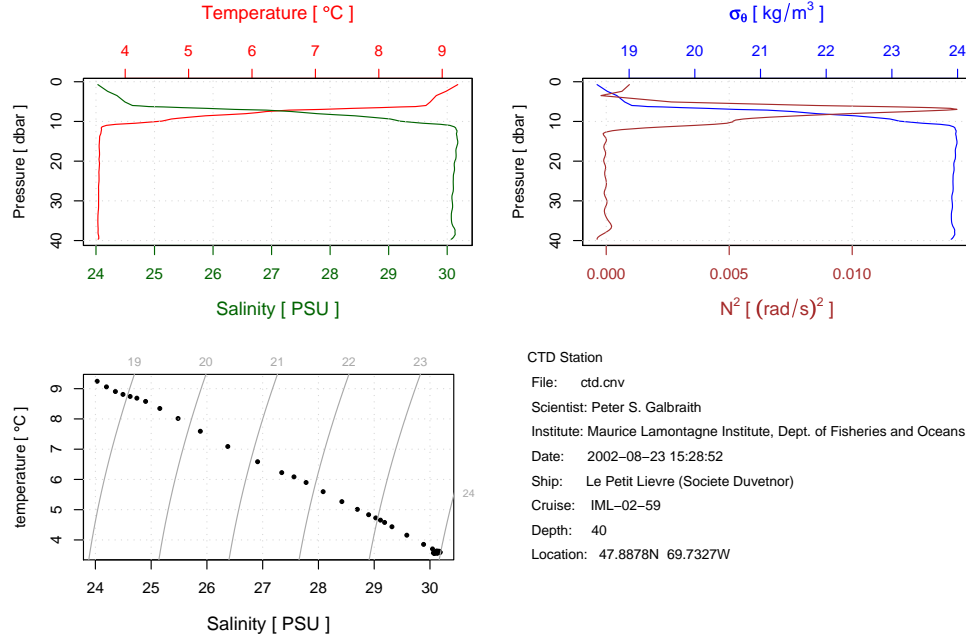 Temperature [ °C ]
4 5 6 7 8 9
Pressure [ dbar ]
0
10
20
30
40
24 25 26 27 28 29 30
Salinity [ PSU ]
σθ [ kg/m³ ]
18 19 20 21 22 23 24
Pressure [ dbar ]
0
10
20
30
40
0.000 0.005 0.010
N² [ (rad/s)² ]
19 20 21 22 23
24
temperature [ °C ]
9
8
7
6
5
4
24 25 26 27 28 29 30
Salinity [ PSU ]
CTD Station
File: ctd.cnv
Scientist: Peter S. Galbraith
Institute: Maurice Lamontagne Institute, Dept. of Fisheries and Oceans
Date: 2002−08−23 15:28:52
Ship: Le Petit Lievre (Societe Duvetnor)
Cruise: IML−02−59
Depth: 40
Location: 47.8878N 69.7327W